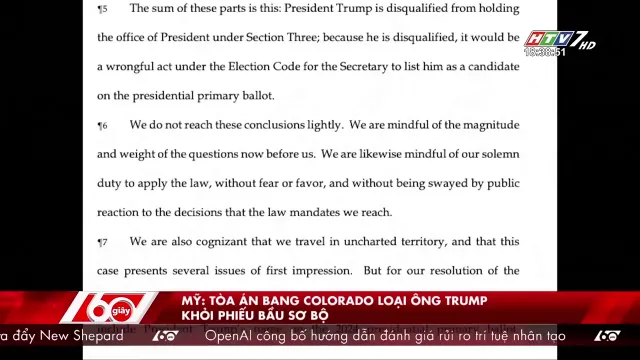 ¶5 The sum of these parts is this: President Trump is disqualified from holding
the office of President under Section Three; because he is disqualified, it would be
a wrongful act under the Election Code for the Secretary to list him as a candidate
on the presidential primary ballot.
HTV7 HD
18:38:51
¶6 We do not reach these conclusions lightly. We are mindful of the magnitude
and weight of the questions now before us. We are likewise mindful of our solemn
duty to apply the law, without fear or favor, and without being swayed by public
reaction to the decisions that the law mandates we reach.
¶7 We are also cognizant that we travel in uncharted territory, and that this
case presents several issues of first impression. But for our resolution of the
60 giây
MỸ: TÒA ÁN BANG COLORADO LOẠI ÔNG TRUMP
KHỎI PHIẾU BẦU SƠ BỘ
a đẩy New Shepard 60 OpenAI công bố hướng dẫn đánh giá rủi ro trí tuệ nhân tạo 60